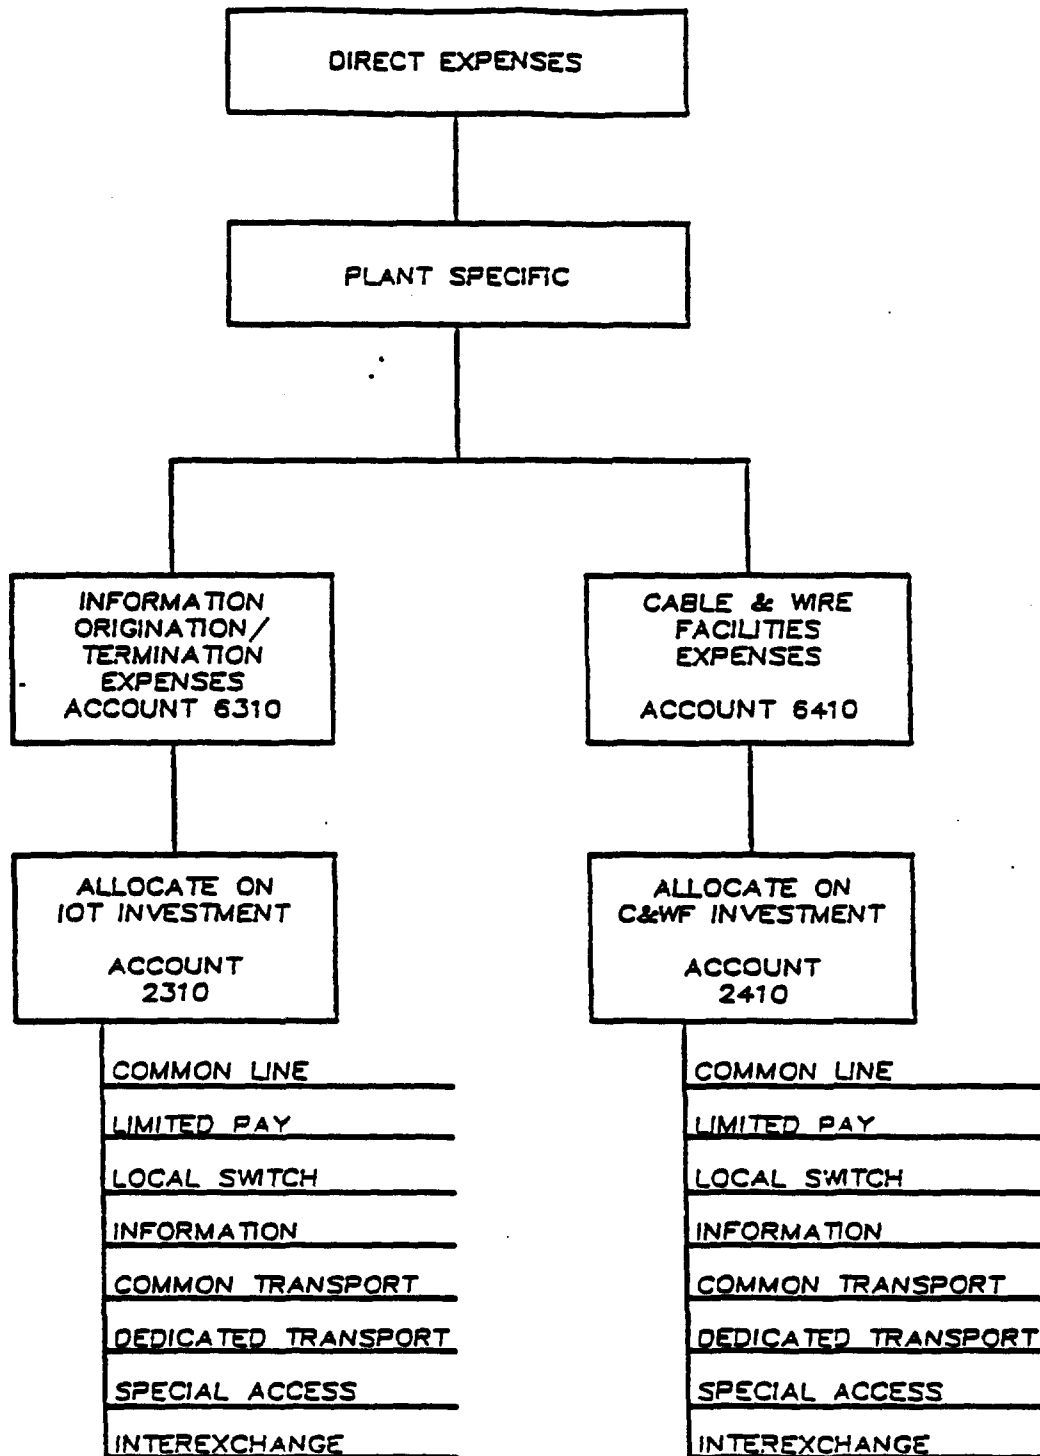 DIRECT EXPENSES
PLANT SPECIFIC
INFORMATION
ORIGINATION/
TERMINATION
EXPENSES
ACCOUNT 6310
CABLE & WIRE
FACILITIES
EXPENSES
ACCOUNT 6410
ALLOCATE ON
IOT INVESTMENT
ACCOUNT
2310
ALLOCATE ON
C&WF INVESTMENT
ACCOUNT
2410
COMMON LINE
LIMITED PAY
LOCAL SWITCH
INFORMATION
COMMON TRANSPORT
DEDICATED TRANSPORT
SPECIAL ACCESS
INTEREXCHANGE
COMMON LINE
LIMITED PAY
LOCAL SWITCH
INFORMATION
COMMON TRANSPORT
DEDICATED TRANSPORT
SPECIAL ACCESS
INTEREXCHANGE